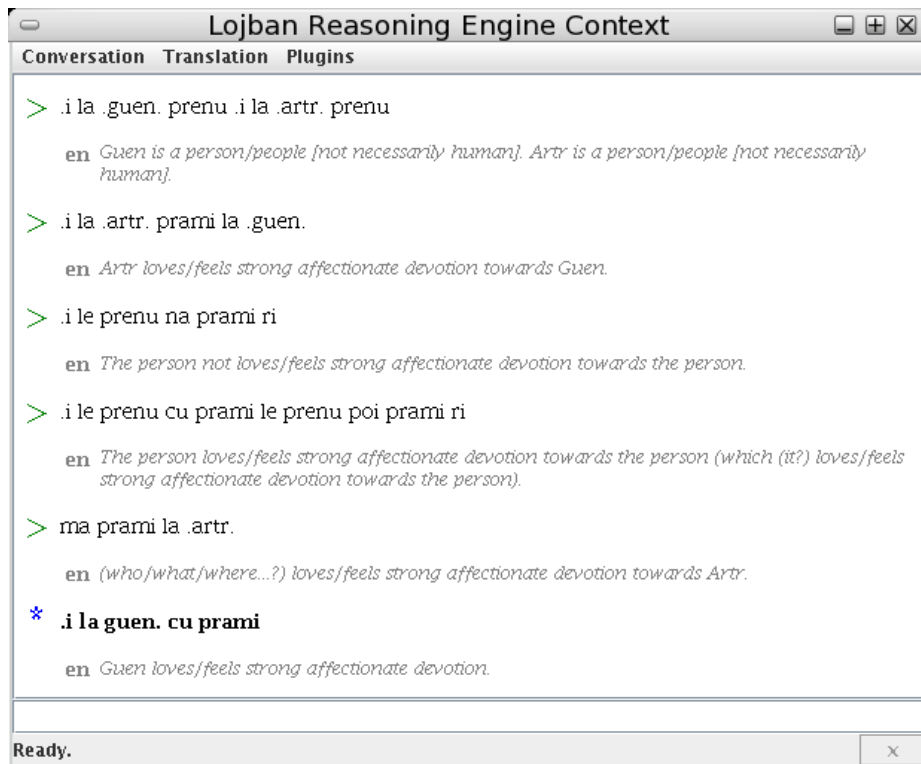 Lojban Reasoning Engine Context
Conversation Translation Plugins
> .i la .guen. prenu .i la .artr. prenu
en Guen is a person/people [not necessarily human]. Artr is a person/people [not necessarily
human].
> .i la .artr. prami la .guen.
en Artr loves/feels strong affectionate devotion towards Guen.
> .i le prenu na prami ri
en The person not loves/feels strong affectionate devotion towards the person.
> .i le prenu cu prami le prenu poi prami ri
en The person loves/feels strong affectionate devotion towards the person (which (it?) loves/feels
strong affectionate devotion towards the person).
> ma prami la .artr.
en (who/what/where...?) loves/feels strong affectionate devotion towards Artr.
* .i la guen. cu prami
en Guen loves/feels strong affectionate devotion.
Ready.